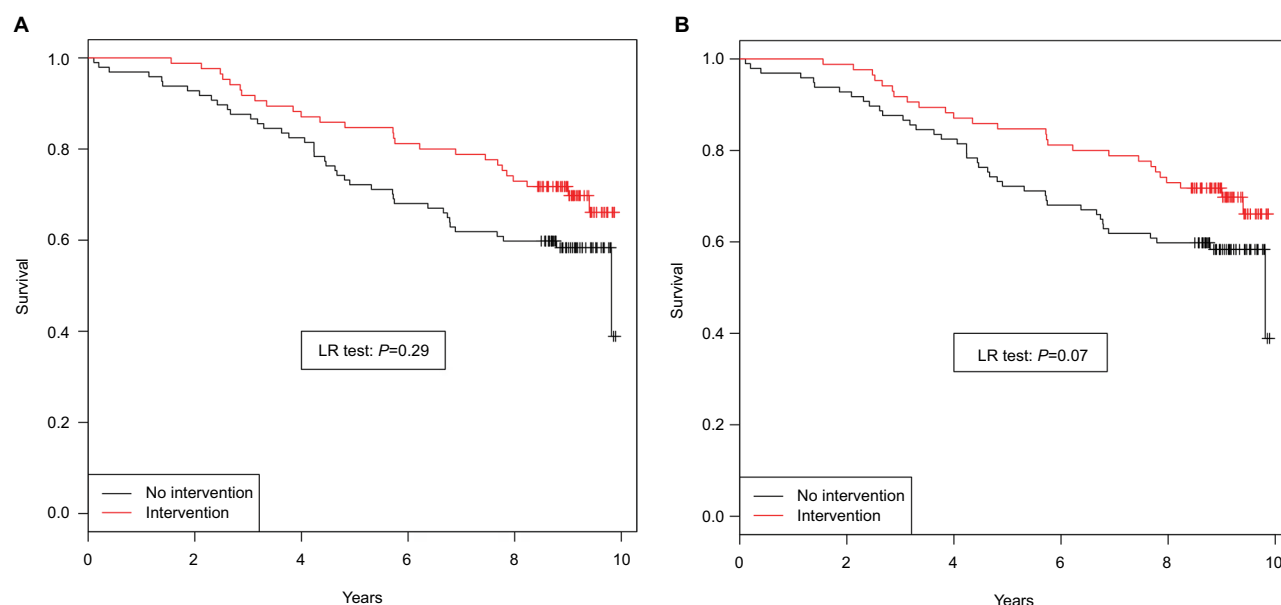 A
1.0
0.8
0.6
0.4
0.2
0.0
Survival
LR test: P=0.29
No intervention
Intervention
0 2 4 6 8 10
Years
B
1.0
0.8
0.6
0.4
0.2
0.0
Survival
LR test: P=0.07
No intervention
Intervention
0 2 4 6 8 10
Years